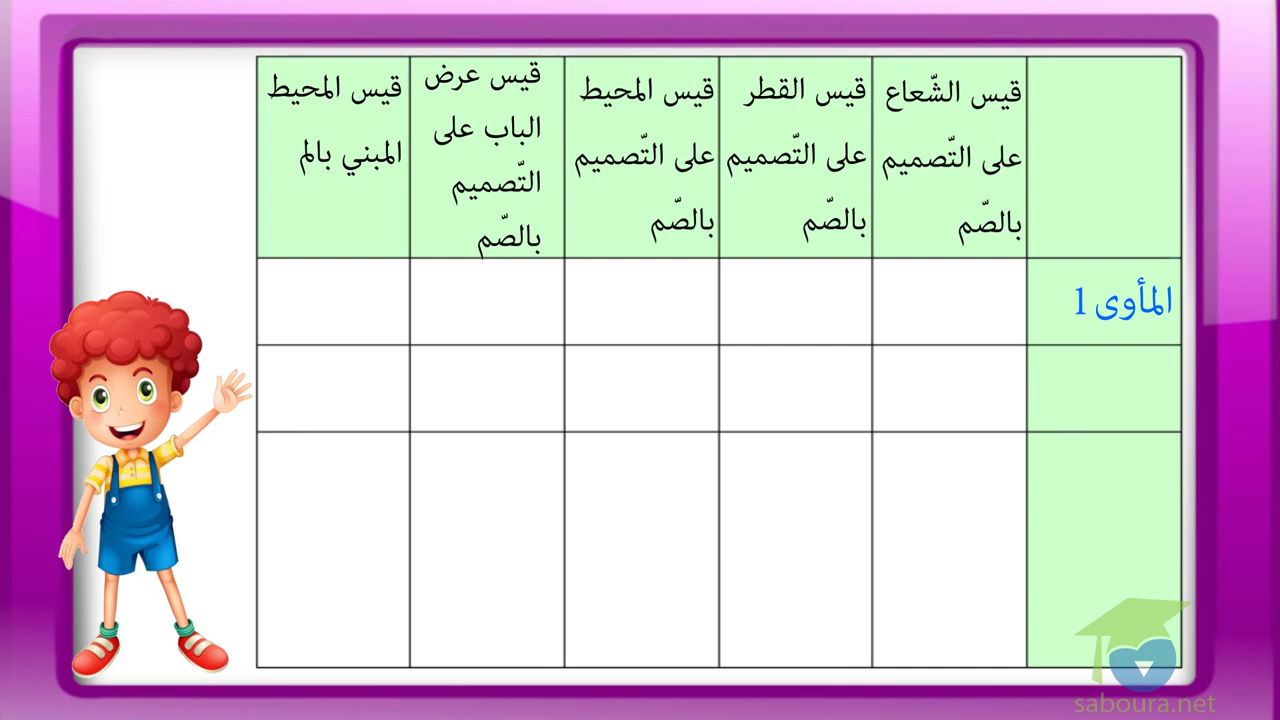 قيس الشّعاع
على التّصميم
بالصّم
قيس القطر
على التّصميم
بالصّم
قيس المحيط
على التّصميم
بالصّم
قيس عرض
الباب على
التّصميم
بالصّم
قيس المحيط
المبني بالم
المأوى 1
saboura.net